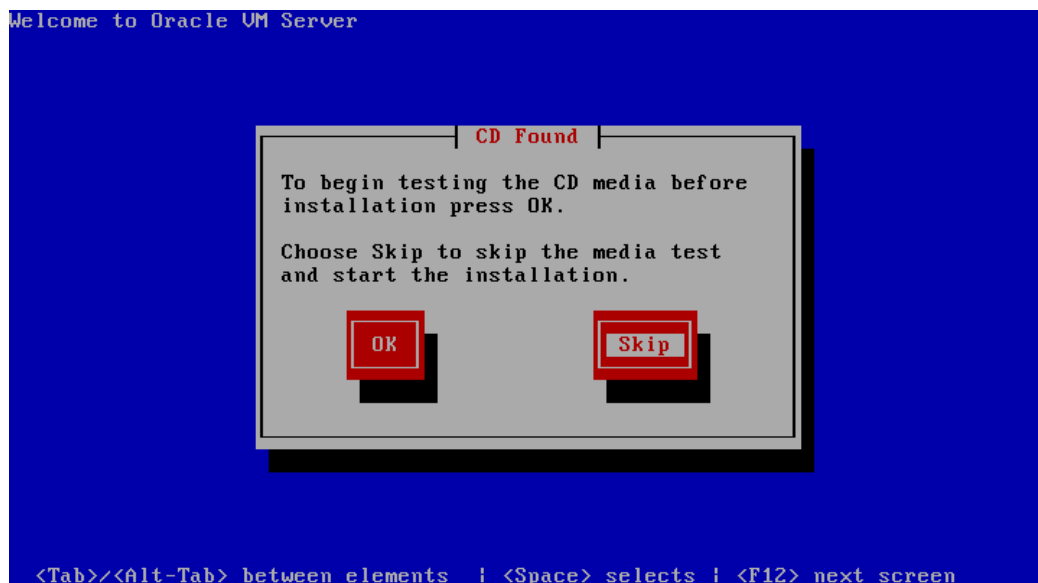 Welcome to Oracle VM Server
CD Found
To begin testing the CD media before
installation press OK.
Choose Skip to skip the media test
and start the installation.
OK Skip
<Tab>/<Alt-Tab> between elements | <Space> selects | <F12> next screen